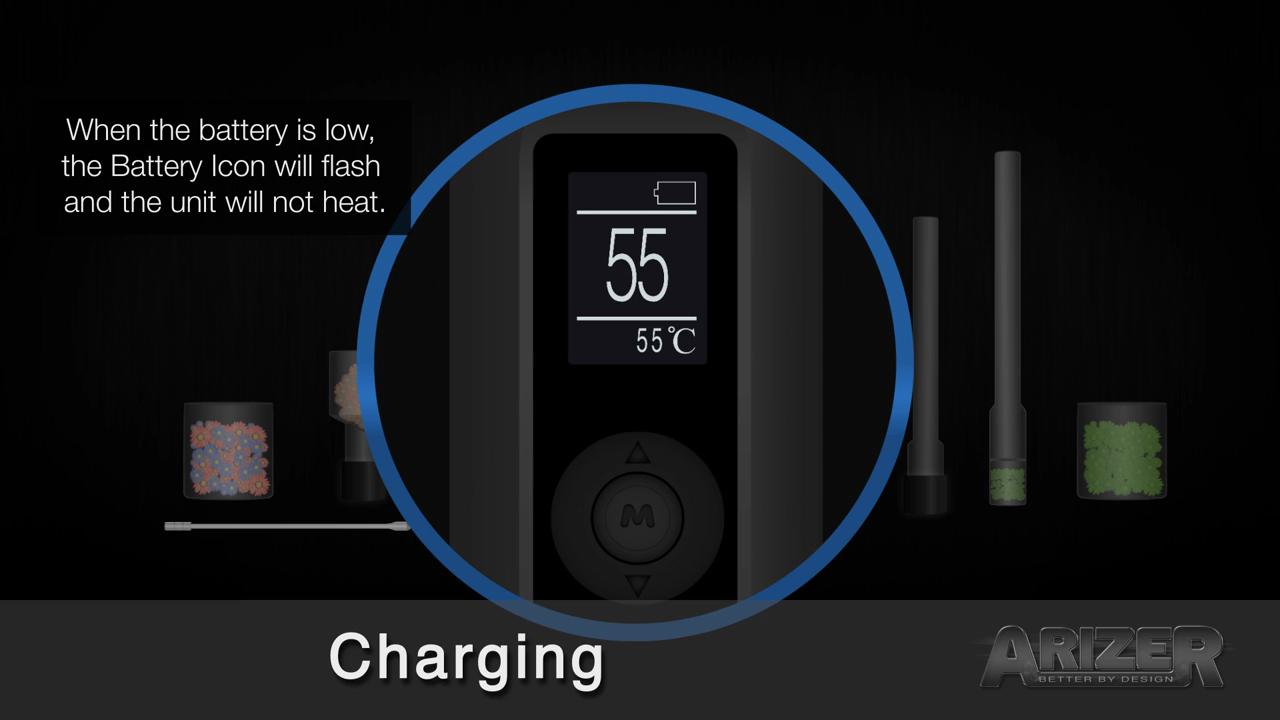 When the battery is low,
the Battery Icon will flash
and the unit will not heat.
55
55°C
M
Charging
ARIZER
BETTER BY DESIGN